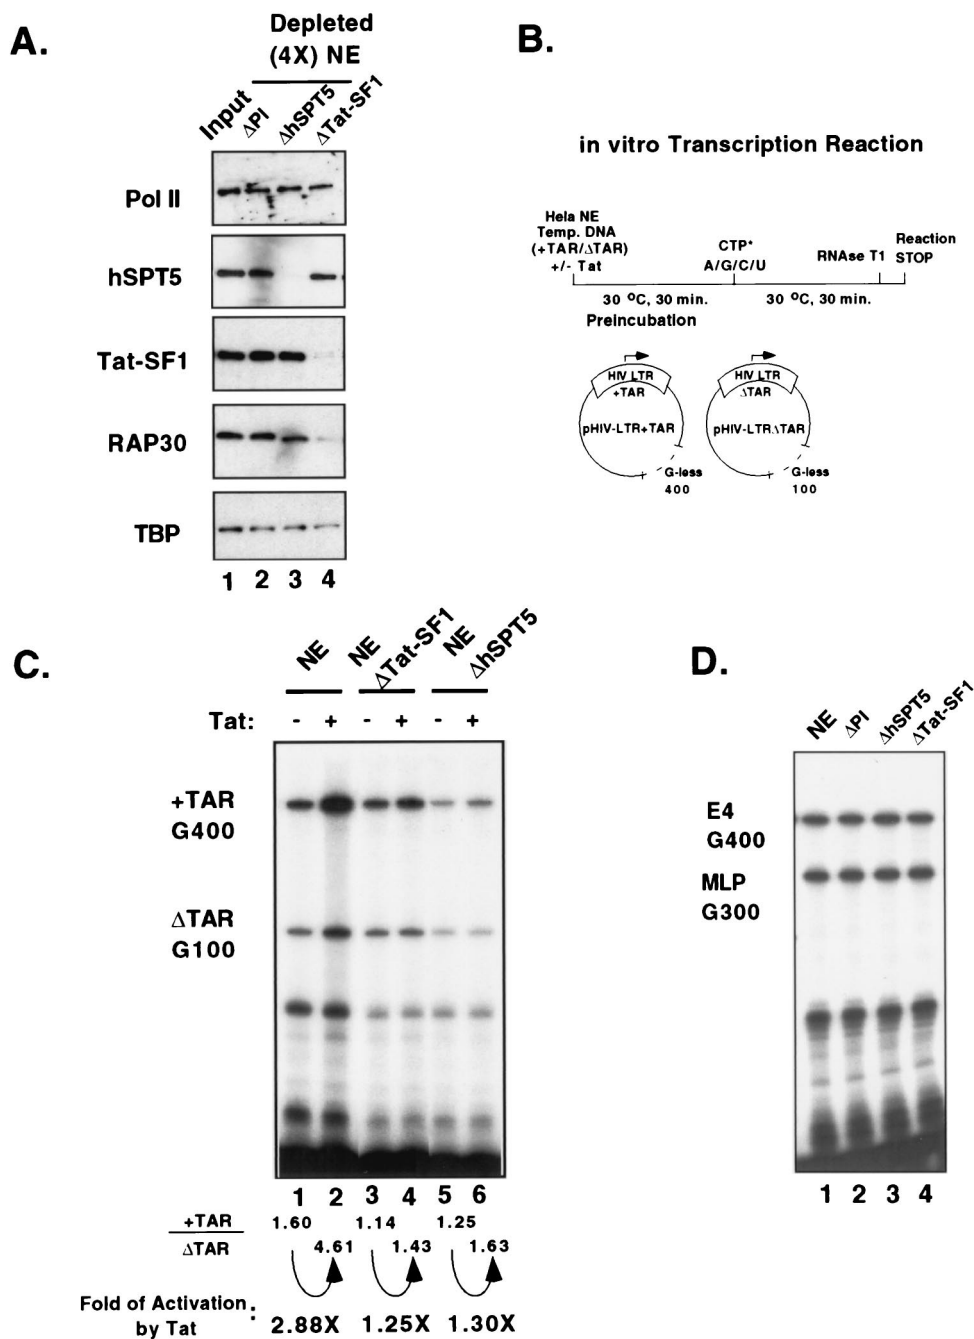 A.
Depleted
(4X) NE
Input
ΔPI
ΔhSPT5
ΔTat-SF1
Pol II
hSPT5
Tat-SF1
RAP30
TBP
1 2 3 4
B.
in vitro Transcription Reaction
Hela NE
Temp. DNA
(+TAR/ΔTAR)
+/- Tat
CTP*
A/G/C/U
RNAse T1
Reaction
STOP
30 ºC, 30 min.
30 ºC, 30 min.
Preincubation
HIV LTR
+TAR
pHIV-LTR+TAR
G-less
400
HIV LTR
ΔTAR
pHIV-LTRΔTAR
G-less
100
C.
NE
NE
ΔTat-SF1
NE
ΔhSPT5
Tat: - + - + - +
+TAR
G400
ΔTAR
G100
1 2 3 4 5 6
+TAR 1.60 1.14 1.25
ΔTAR 4.61 1.43 1.63
Fold of Activation
by Tat : 2.88X 1.25X 1.30X
D.
NE
ΔPI
ΔhSPT5
ΔTat-SF1
E4
G400
MLP
G300
1 2 3 4